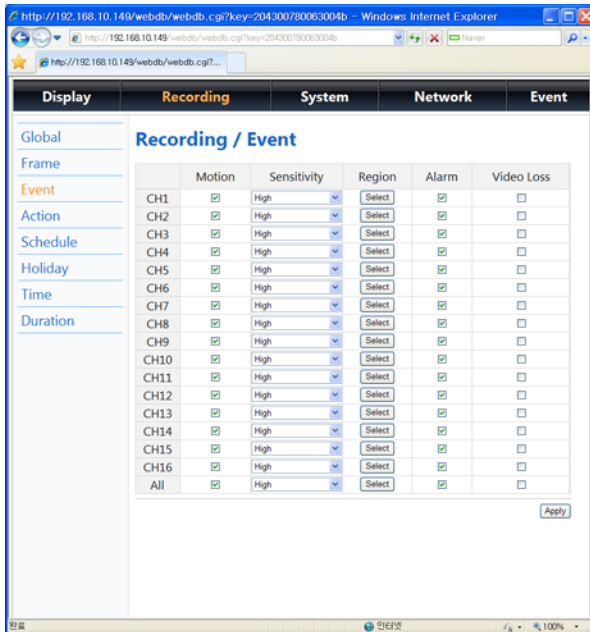 http://192.168.10.149/webdb/webdb.cgi?key=204300780063004b - Windows Internet Explorer
http://192.168.10.149/webdb/webdb.cgi?key=204300780063004b
Naver
http://192.168.10.149/webdb/webdb.cgi?...
Display Recording System Network Event
Global
Frame
Event
Action
Schedule
Holiday
Time
Duration
Recording / Event
Motion Sensitivity Region Alarm Video Loss
CH1 High Select
CH2 High Select
CH3 High Select
CH4 High Select
CH5 High Select
CH6 High Select
CH7 High Select
CH8 High Select
CH9 High Select
CH10 High Select
CH11 High Select
CH12 High Select
CH13 High Select
CH14 High Select
CH15 High Select
CH16 High Select
All High Select
Apply
완료 인터넷 100%